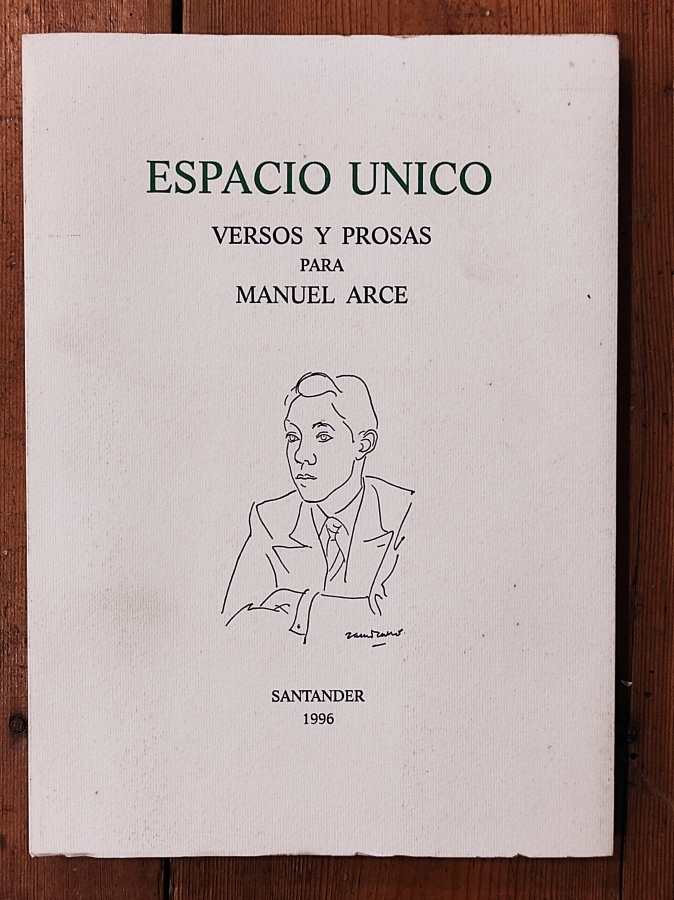 ESPACIO UNICO
VERSOS Y PROSAS
PARA
MANUEL ARCE
SANTANDER
1996